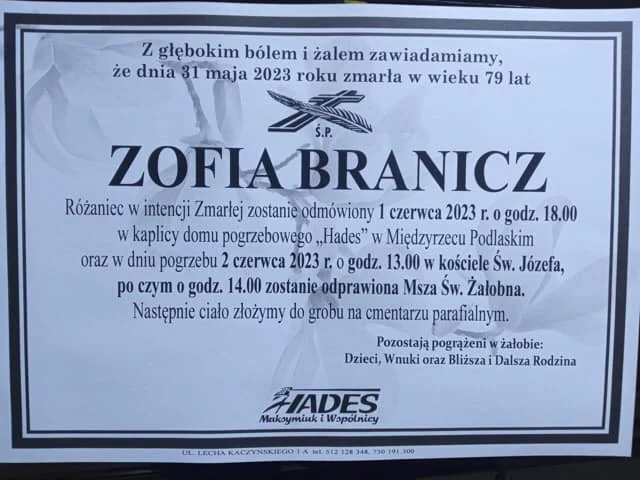 Z głębokim bólem i żalem zawiadamiamy,
że dnia 31 maja 2023 roku zmarła w wieku 79 lat
Ś.P.
ZOFIA BRANICZ
Różaniec w intencji Zmarłej zostanie odmówiony 1 czerwca 2023 r. o godz. 18.00
w kaplicy domu pogrzebowego „Hades” w Międzyrzecu Podlaskim
oraz w dniu pogrzebu 2 czerwca 2023 r. o godz. 13.00 w kościele Św. Józefa,
po czym o godz. 14.00 zostanie odprawiona Msza Św. Żałobna.
Następnie ciało złożymy do grobu na cmentarzu parafialnym.
Pozostają pogrążeni w żałobie:
Dzieci, Wnuki oraz Bliższa i Dalsza Rodzina
HADES
Maksymiuk i Wspólnicy
UL. LECHA KACZYŃSKIEGO 1 A tel. 512 128 348, 730 191 300